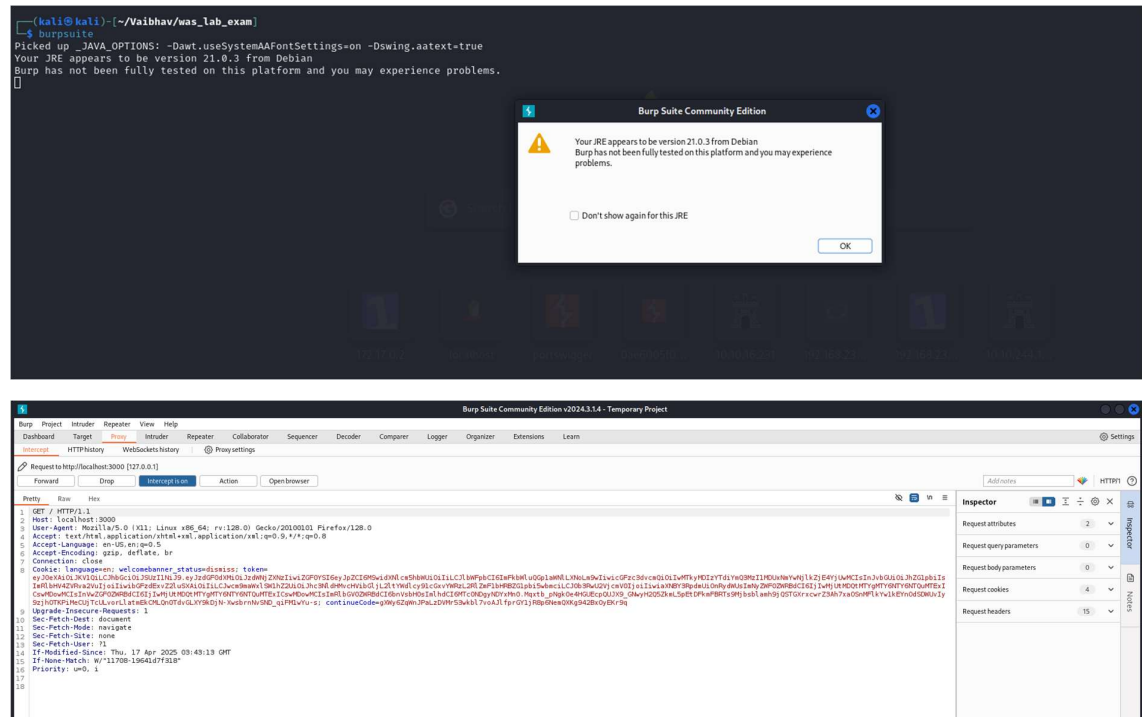 (kali㉿kali)-[~/Vaibhav/was_lab_exam]
$ burpsuite
Picked up _JAVA_OPTIONS: -Dawt.useSystemAAFontSettings=on -Dswing.aatext=true
Your JRE appears to be version 21.0.3 from Debian
Burp has not been fully tested on this platform and you may experience problems.
Burp Suite Community Edition
Your JRE appears to be version 21.0.3 from Debian
Burp has not been fully tested on this platform and you may experience
problems.
Don't show again for this JRE
OK
Burp Suite Community Edition v2024.3.1.4 - Temporary Project
Burp Project Intruder Repeater View Help
Dashboard Target Proxy Intruder Repeater Collaborator Sequencer Decoder Comparer Logger Organizer Extensions Learn
Settings
Intercept HTTP history WebSockets history Proxy settings
Request to http://localhost:3000 [127.0.0.1]
Forward Drop Intercept is on Action Open browser
Add notes
HTTP/1
Pretty Raw Hex
Inspector
Request attributes 2
Request query parameters 0
Request body parameters 0
Request cookies 4
Request headers 15
Inspector
Notes
1 GET / HTTP/1.1
2 Host: localhost:3000
3 User-Agent: Mozilla/5.0 (X11; Linux x86_64; rv:128.0) Gecko/20100101 Firefox/128.0
4 Accept: text/html,application/xhtml+xml,application/xml;q=0.9,*/*;q=0.8
5 Accept-Language: en-US,en;q=0.5
6 Accept-Encoding: gzip, deflate, br
7 Connection: close
8 Cookie: language=en; welcomebanner_status=dismiss; token=
9 Upgrade-Insecure-Requests: 1
10 Sec-Fetch-Dest: document
11 Sec-Fetch-Mode: navigate
12 Sec-Fetch-Site: none
13 Sec-Fetch-User: ?1
14 If-Modified-Since: Thu, 17 Apr 2025 03:43:13 GMT
15 If-None-Match: W/"11708-19641d7f318"
16 Priority: u=0, i
17
18